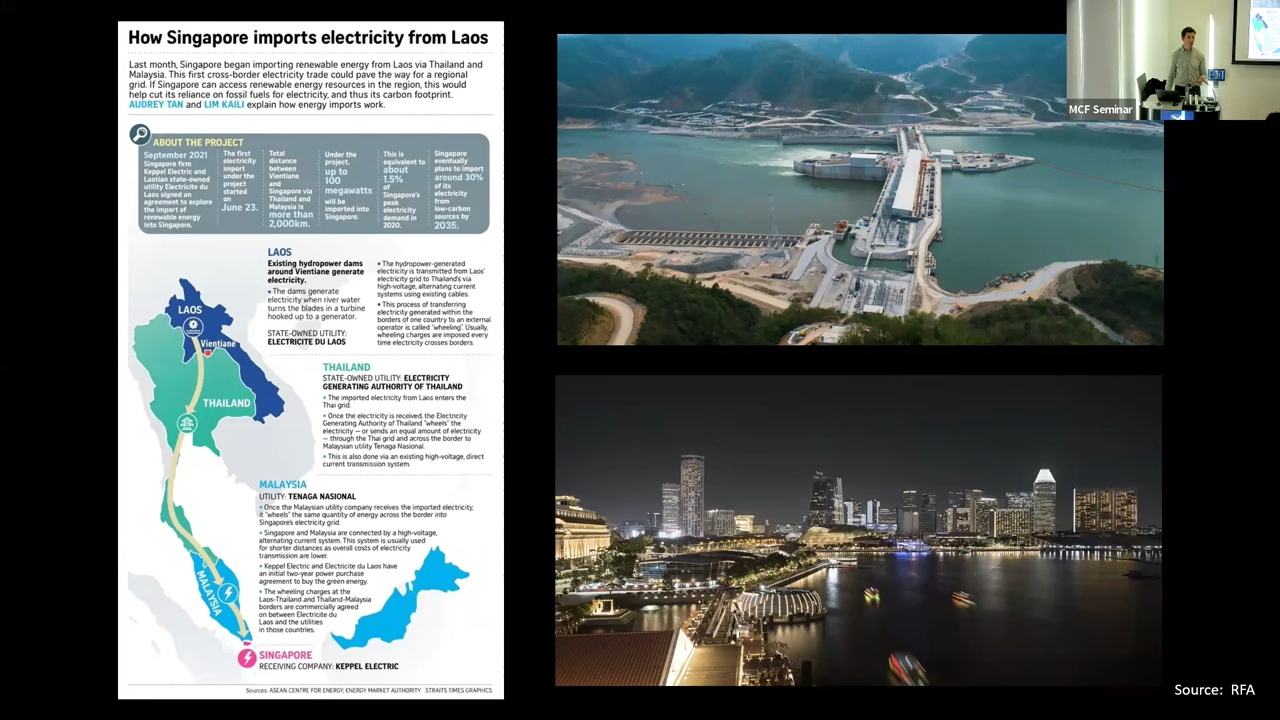 How Singapore imports electricity from Laos
Last month, Singapore began importing renewable energy from Laos via Thailand and
Malaysia. This first cross-border electricity trade could pave the way for a regional
grid. If Singapore can access renewable energy resources in the region, this would
help cut its reliance on fossil fuels for electricity, and thus its carbon footprint.
AUDREY TAN and LIM KAILI explain how energy imports work.
ABOUT THE PROJECT
September 2021
Singapore firm
Keppel Electric and
Laotian state-owned
utility Electricite du
Laos signed an
agreement to explore
the import of
renewable energy
into Singapore.
The first
electricity
import
under the
project
started
on
June 23.
Total
distance
between
Vientiane
and
Singapore via
Thailand and
Malaysia is
more than
2,000km.
Under the
project,
up to
100
megawatts
will be
imported into
Singapore.
This is
equivalent to
about
1.5%
of
Singapore's
peak
electricity
demand in
2020.
Singapore
eventually
plans to import
around 30%
of its
electricity
from
low-carbon
sources by
2035.
LAOS
Existing hydropower dams
around Vientiane generate
electricity.
• The dams generate
electricity when river water
turns the blades in a turbine
hooked up to a generator.
STATE-OWNED UTILITY:
ELECTRICITE DU LAOS
• The hydropower-generated
electricity is transmitted from Laos'
electricity grid to Thailand's via
high-voltage, alternating current
systems using existing cables.
• This process of transferring
electricity generated within the
borders of one country to an external
operator is called "wheeling". Usually,
wheeling charges are imposed every
time electricity crosses borders.
LAOS
Vientiane
THAILAND
THAILAND
STATE-OWNED UTILITY: ELECTRICITY
GENERATING AUTHORITY OF THAILAND
• The imported electricity from Laos enters the
Thai grid.
• Once the electricity is received, the Electricity
Generating Authority of Thailand "wheels" the
electricity — or sends an equal amount of electricity
— through the Thai grid and across the border to
Malaysian utility Tenaga Nasional.
• This is also done via an existing high-voltage, direct
current transmission system.
MALAYSIA
UTILITY: TENAGA NASIONAL
• Once the Malaysian utility company receives the imported electricity,
it "wheels" the same quantity of energy across the border into
Singapore's electricity grid.
• Singapore and Malaysia are connected by a high-voltage,
alternating current system. This system is usually used
for shorter distances as overall costs of electricity
transmission are lower.
• Keppel Electric and Electricite du Laos have
an initial two-year power purchase
agreement to buy the green energy.
• The wheeling charges at the
Laos-Thailand and Thailand-Malaysia
borders are commercially agreed
on between Electricite du
Laos and the utilities
in those countries.
MALAYSIA
SINGAPORE
RECEIVING COMPANY: KEPPEL ELECTRIC
Sources: ASEAN CENTRE FOR ENERGY, ENERGY MARKET AUTHORITY STRAITS TIMES GRAPHICS
MCF Seminar
Source: RFA